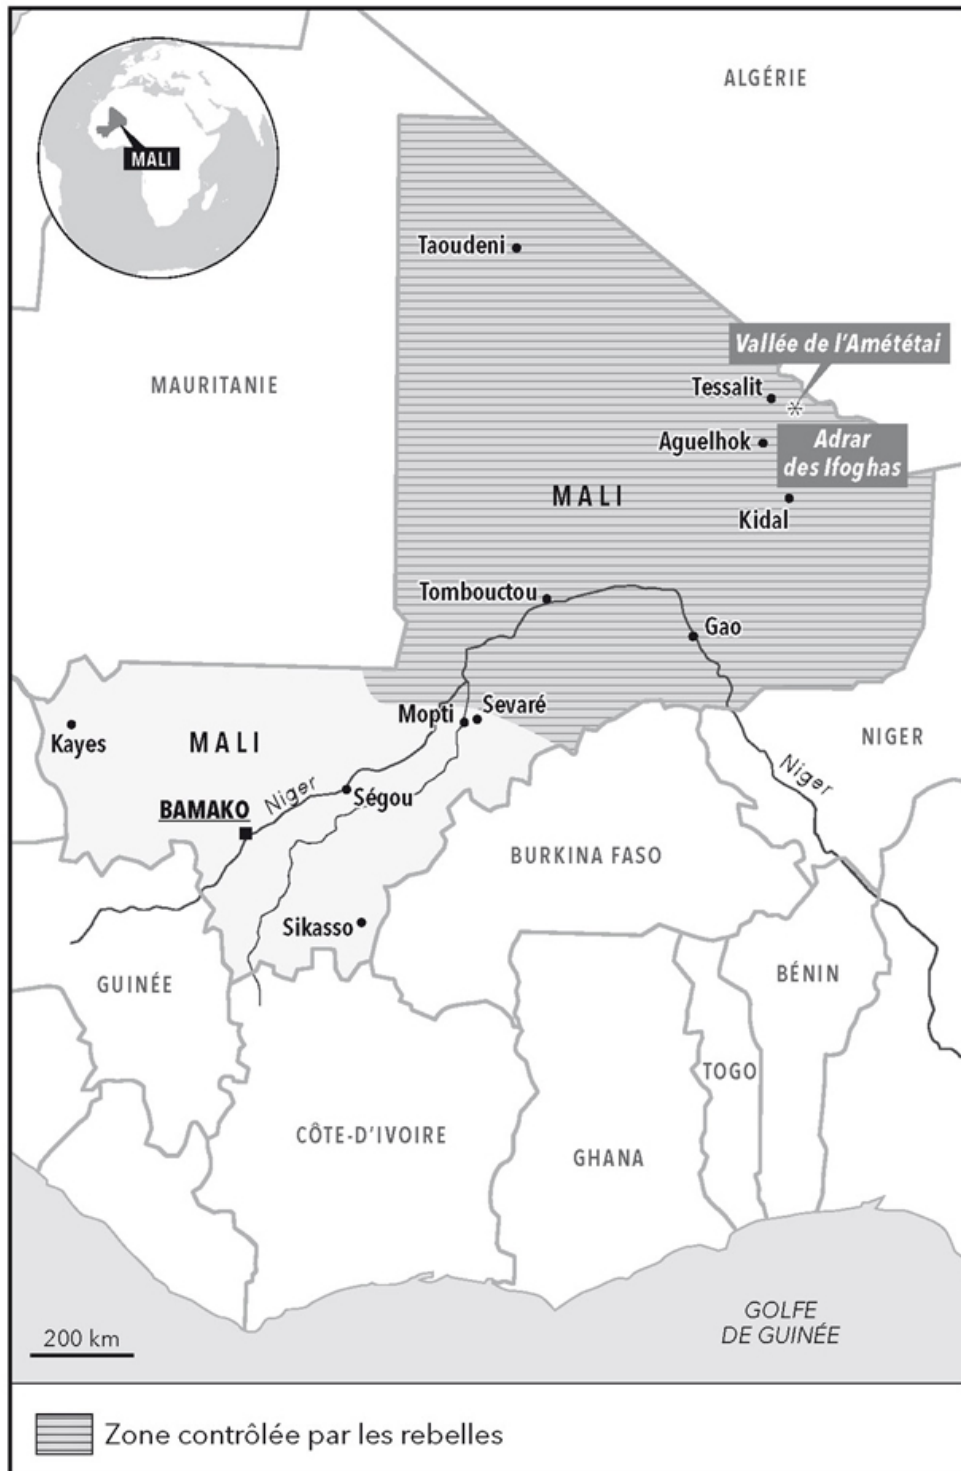 ALGÉRIE
MALI
Taoudeni
Vallée de l'Amététai
MAURITANIE
Tessalit
Aguelhok
Adrar
des Ifoghas
MALI
Kidal
Tombouctou
Gao
Mopti
Sevaré
Kayes
MALI
NIGER
Niger
Niger
Ségou
BAMAKO
BURKINA FASO
Sikasso
GUINÉE
BÉNIN
TOGO
CÔTE-D'IVOIRE
GHANA
GOLFE
DE GUINÉE
200 km
Zone contrôlée par les rebelles